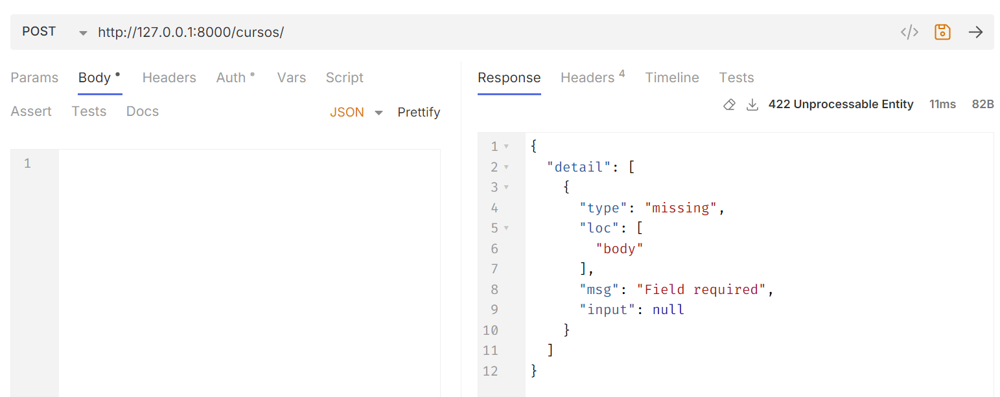 POST http://127.0.0.1:8000/cursos/
Params Body Headers Auth Vars Script
Assert Tests Docs JSON Prettify
1
Response Headers 4 Timeline Tests
422 Unprocessable Entity 11ms 82B
1 {
2 "detail": [
3 {
4 "type": "missing",
5 "loc": [
6 "body"
7 ],
8 "msg": "Field required",
9 "input": null
10 }
11 ]
12 }